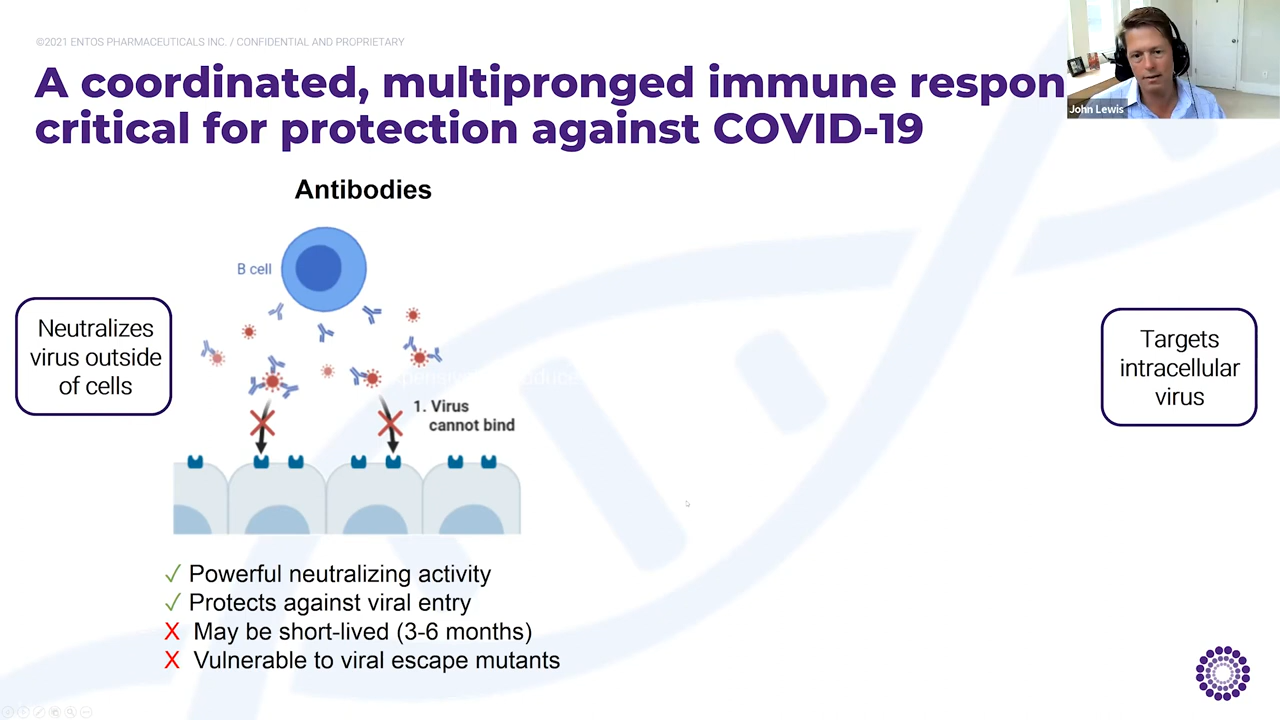 ©2021 ENTOS PHARMACEUTICALS INC. / CONFIDENTIAL AND PROPRIETARY
A coordinated, multipronged immune respon
critical for protection against COVID-19
John Lewis
Antibodies
B cell
Neutralizes
virus outside
of cells
Targets
intracellular
virus
1. Virus
cannot bind
✓ Powerful neutralizing activity
✓ Protects against viral entry
X May be short-lived (3-6 months)
X Vulnerable to viral escape mutants